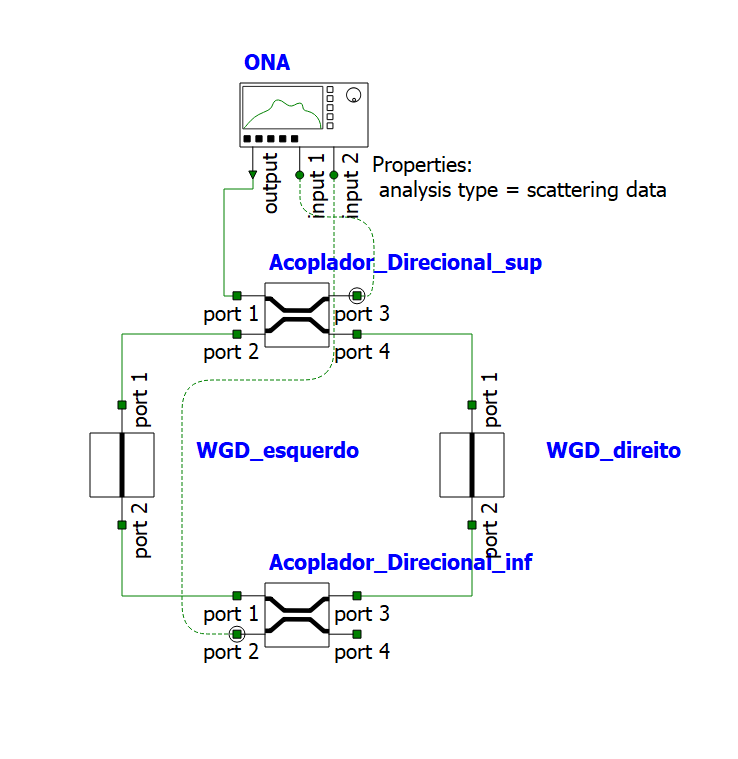 ONA
output
input 1
input 2
Properties:
analysis type = scattering data
Acoplador_Direcional_sup
port 1
port 3
port 2
port 4
port 1
port 1
WGD_esquerdo
WGD_direito
port 2
port 2
Acoplador_Direcional_inf
port 1
port 3
port 2
port 4